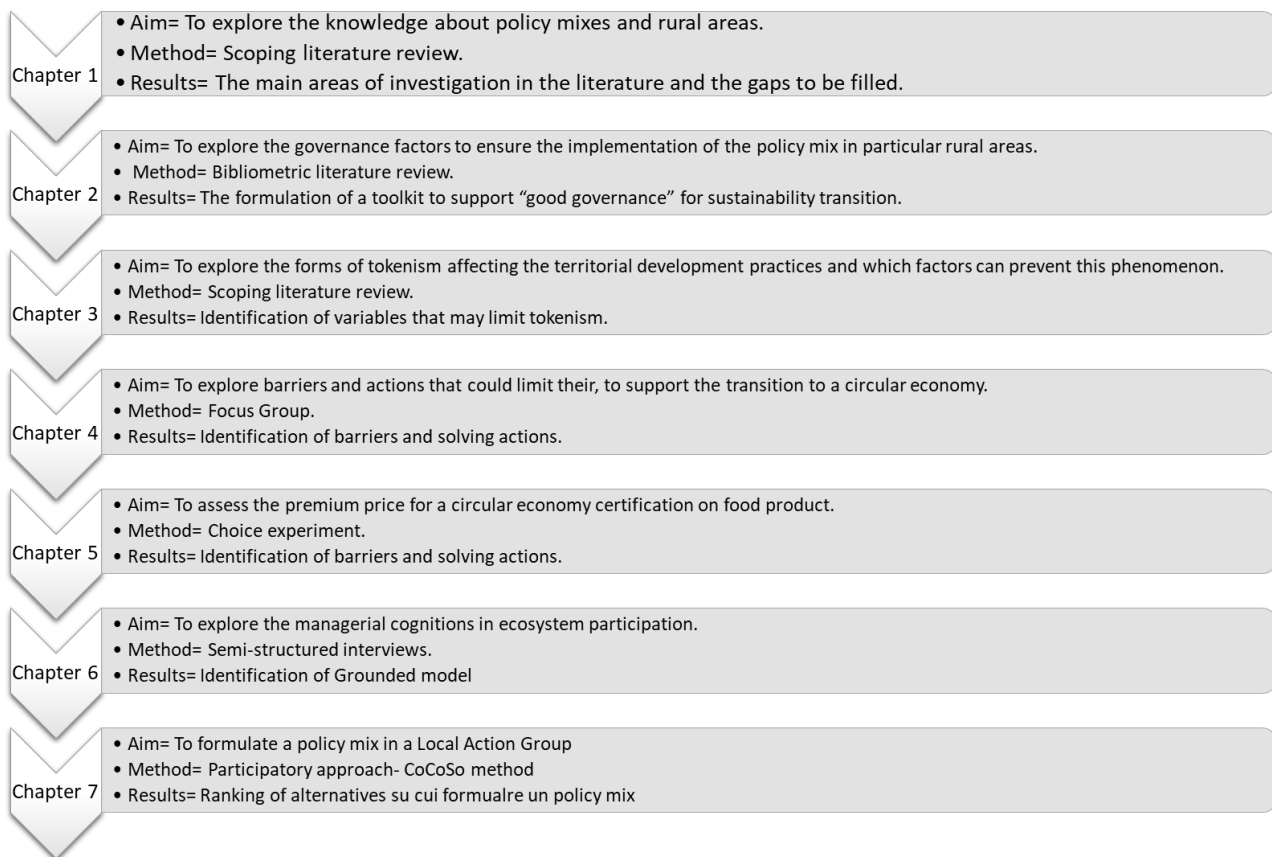 Chapter 1
• Aim= To explore the knowledge about policy mixes and rural areas.
• Method= Scoping literature review.
• Results= The main areas of investigation in the literature and the gaps to be filled.
Chapter 2
• Aim= To explore the governance factors to ensure the implementation of the policy mix in particular rural areas.
• Method= Bibliometric literature review.
• Results= The formulation of a toolkit to support “good governance” for sustainability transition.
Chapter 3
• Aim= To explore the forms of tokenism affecting the territorial development practices and which factors can prevent this phenomenon.
• Method= Scoping literature review.
• Results= Identification of variables that may limit tokenism.
Chapter 4
• Aim= To explore barriers and actions that could limit their, to support the transition to a circular economy.
• Method= Focus Group.
• Results= Identification of barriers and solving actions.
Chapter 5
• Aim= To assess the premium price for a circular economy certification on food product.
• Method= Choice experiment.
• Results= Identification of barriers and solving actions.
Chapter 6
• Aim= To explore the managerial cognitions in ecosystem participation.
• Method= Semi-structured interviews.
• Results= Identification of Grounded model
Chapter 7
• Aim= To formulate a policy mix in a Local Action Group
• Method= Participatory approach- CoCoSo method
• Results= Ranking of alternatives su cui formualre un policy mix